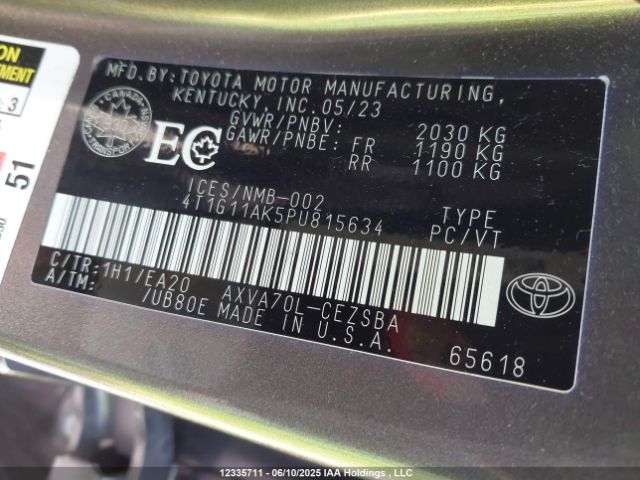 MFD.BY:TOYOTA MOTOR MANUFACTURING,
KENTUCKY, INC.05/23
GVWR/PNBV: 2030 KG
GAWR/PNBE: FR 1190 KG
RR 1100 KG
EC
ICES/NMB-002
4T1G11AK5PU815634
TYPE
PC/VT
C/TR:1H1/EA20 AXVA70L-CEZSBA
A/TM: /UB80E MADE IN U.S.A.
65618
51
3
12335711 - 06/10/2025 IAA Holdings , LLC